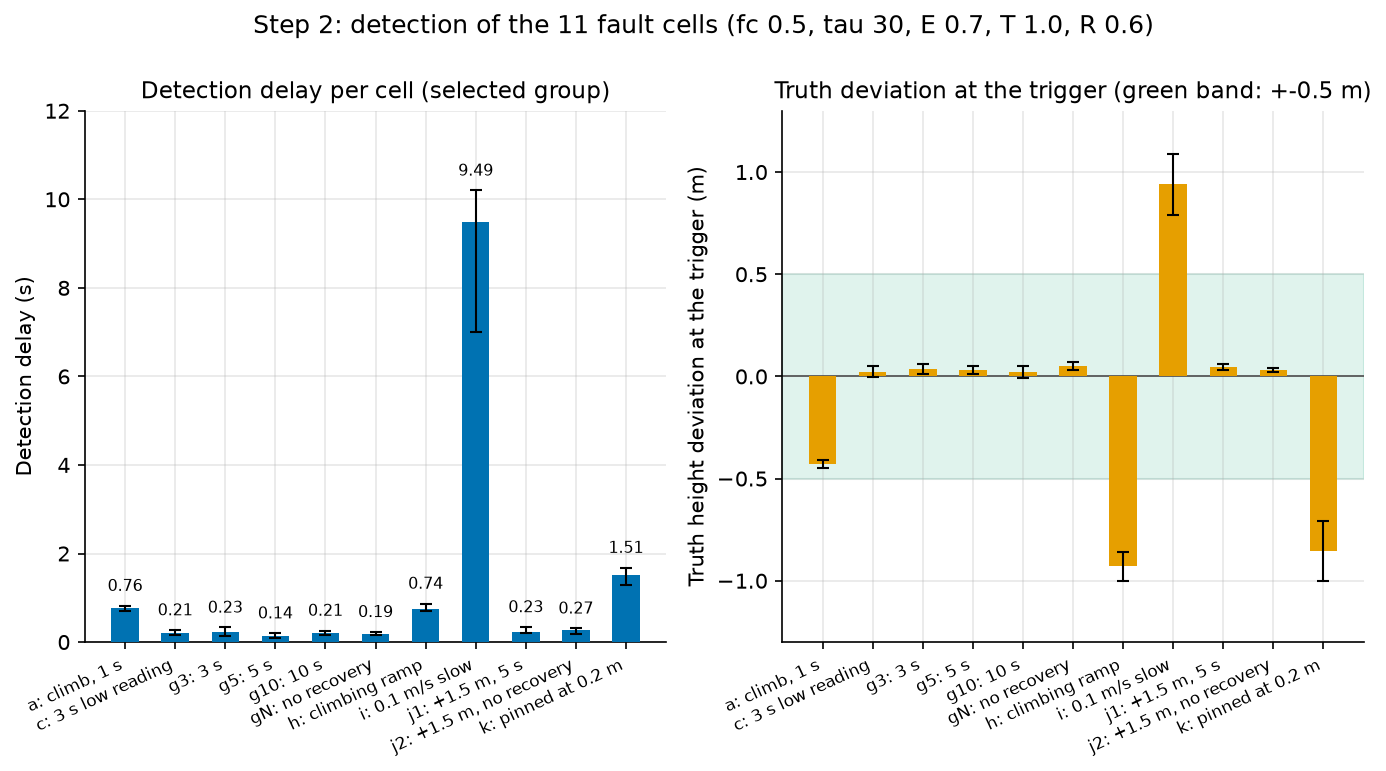 Step 2: detection of the 11 fault cells (fc 0.5, tau 30, E 0.7, T 1.0, R 0.6)
Detection delay per cell (selected group)
Detection delay (s)
12
10
8
6
4
2
0
0.76
0.21
0.23
0.14
0.21
0.19
0.74
9.49
0.23
0.27
1.51
a: climb, 1 s
c: 3 s low reading
g3: 3 s
g5: 5 s
g10: 10 s
gN: no recovery
h: climbing ramp
i: 0.1 m/s slow
j1: +1.5 m, 5 s
j2: +1.5 m, no recovery
k: pinned at 0.2 m
Truth deviation at the trigger (green band: +-0.5 m)
Truth height deviation at the trigger (m)
1.0
0.5
0.0
−0.5
−1.0
a: climb, 1 s
c: 3 s low reading
g3: 3 s
g5: 5 s
g10: 10 s
gN: no recovery
h: climbing ramp
i: 0.1 m/s slow
j1: +1.5 m, 5 s
j2: +1.5 m, no recovery
k: pinned at 0.2 m